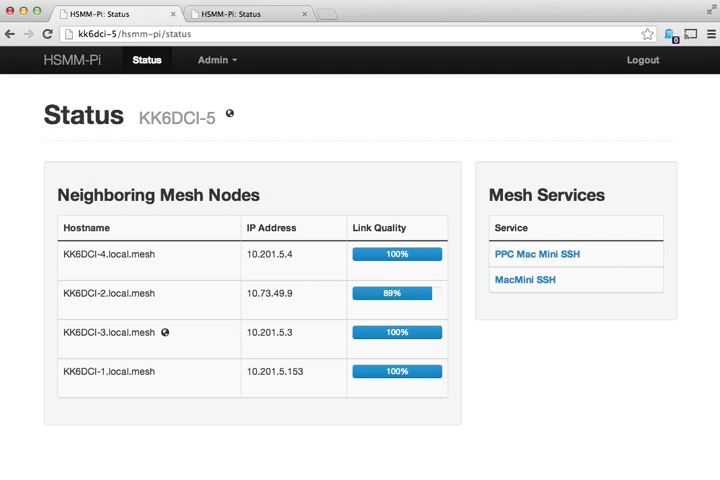 HSMM-Pi: Status
HSMM-Pi: Status
kk6dci-5/hsmm-pi/status
0
HSMM-Pi Status Admin Logout
Status KK6DCI-5
Neighboring Mesh Nodes
Hostname IP Address Link Quality
KK6DCI-4.local.mesh 10.201.5.4 100%
KK6DCI-2.local.mesh 10.73.49.9 89%
KK6DCI-3.local.mesh 10.201.5.3 100%
KK6DCI-1.local.mesh 10.201.5.153 100%
Mesh Services
Service
PPC Mac Mini SSH
MacMini SSH